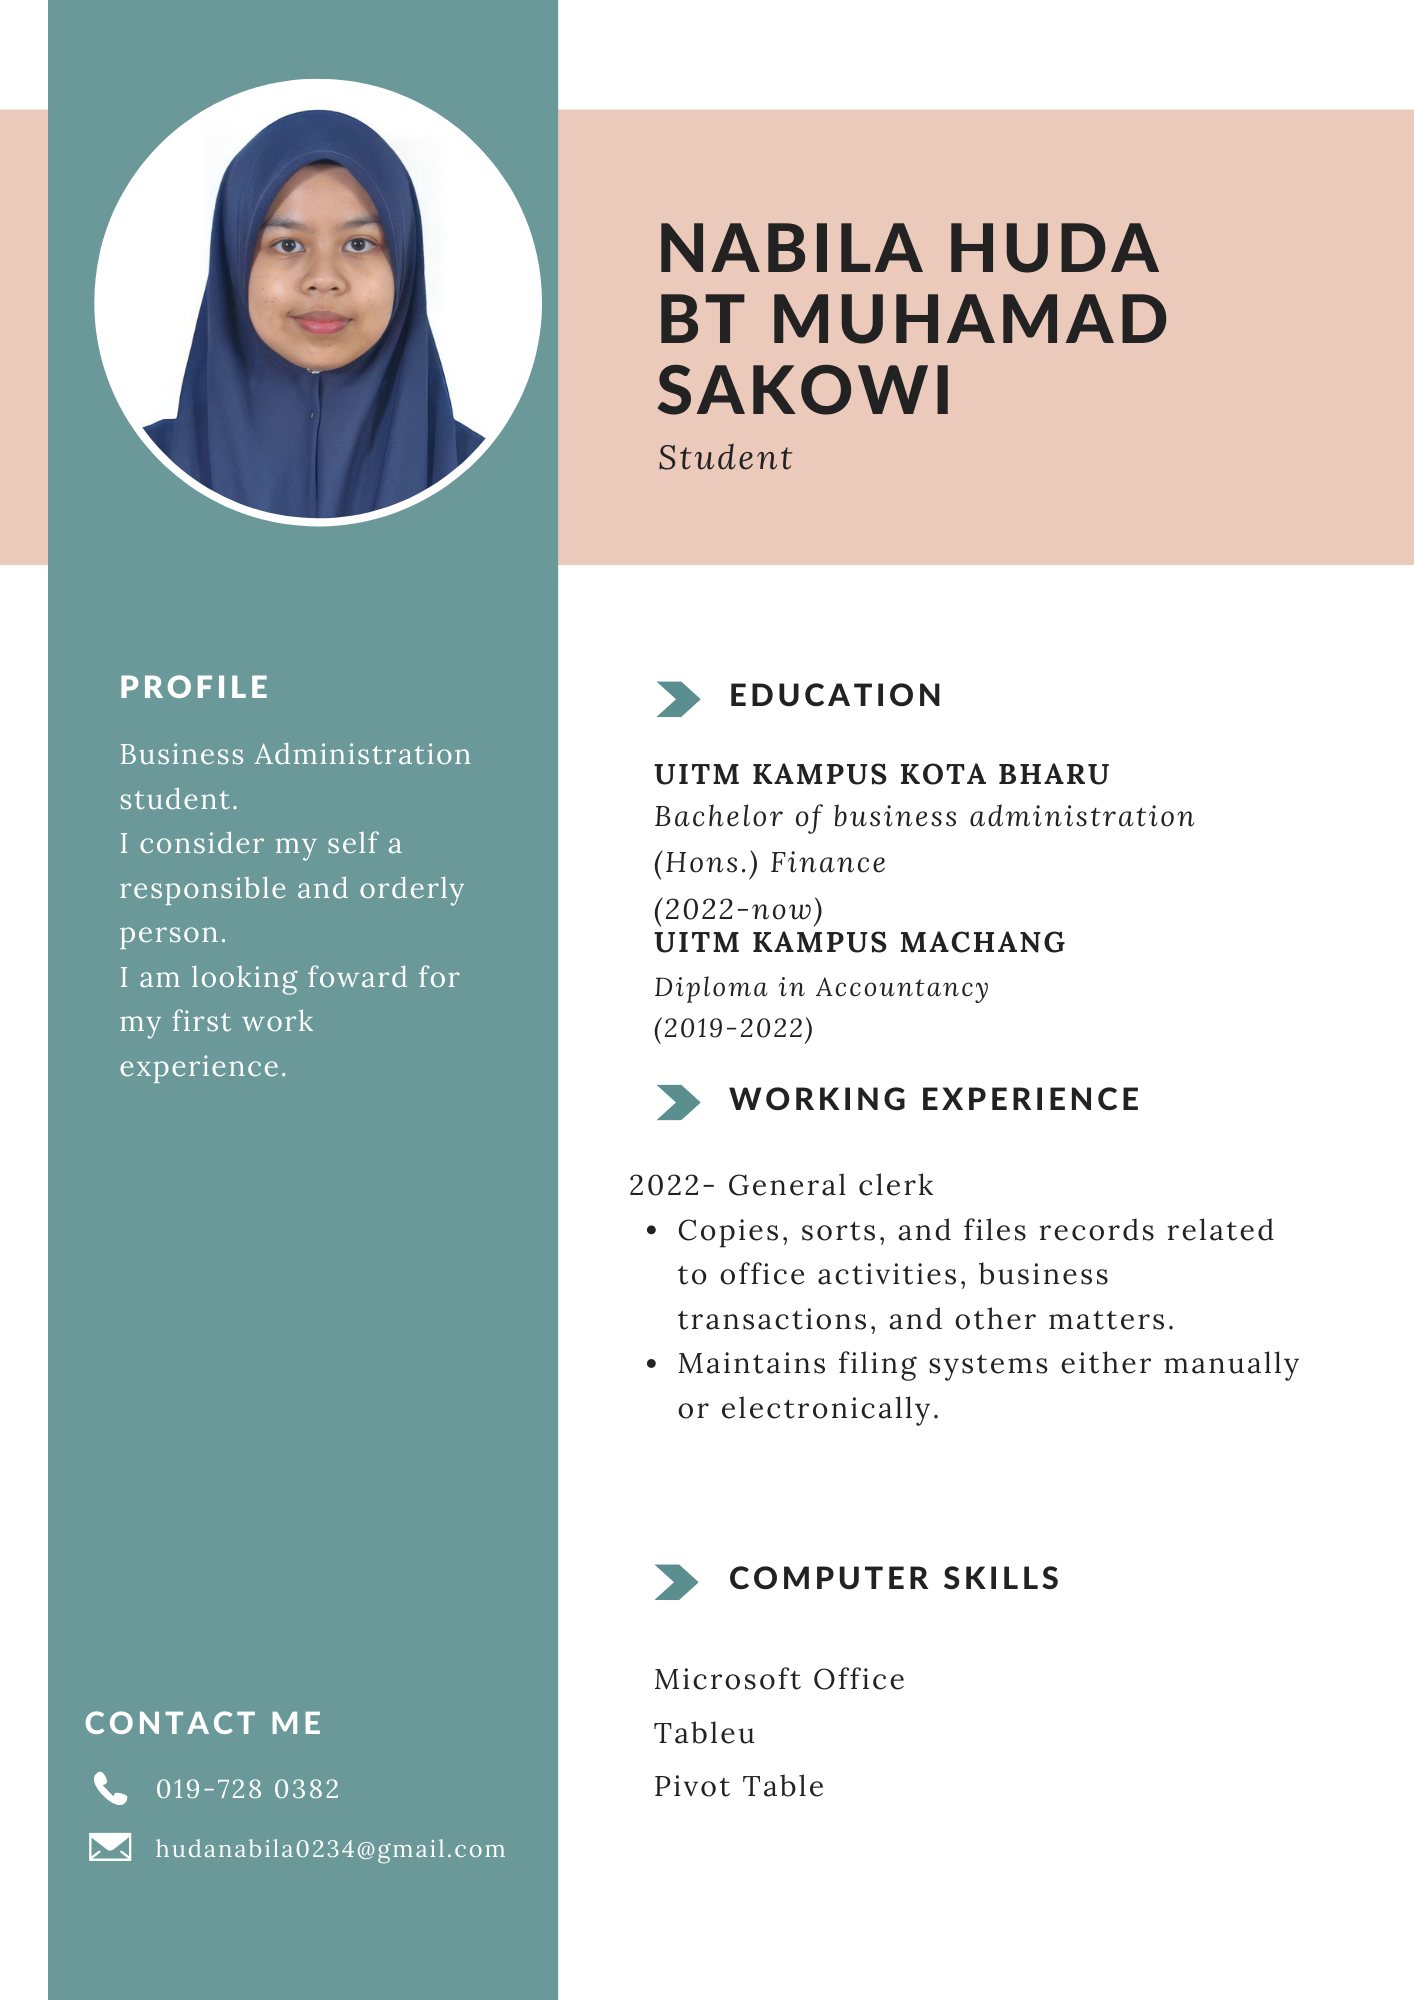 NABILA HUDA
BT MUHAMAD
SAKOWI
Student
PROFILE
Business Administration
student.
I consider my self a
responsible and orderly
person.
I am looking foward for
my first work
experience.
CONTACT ME
019-728 0382
hudanabila0234@gmail.com
EDUCATION
UITM KAMPUS KOTA BHARU
Bachelor of business administration
(Hons.) Finance
(2022-now)
UITM KAMPUS MACHANG
Diploma in Accountancy
(2019-2022)
WORKING EXPERIENCE
2022- General clerk
• Copies, sorts, and files records related
to office activities, business
transactions, and other matters.
• Maintains filing systems either manually
or electronically.
COMPUTER SKILLS
Microsoft Office
Tableu
Pivot Table